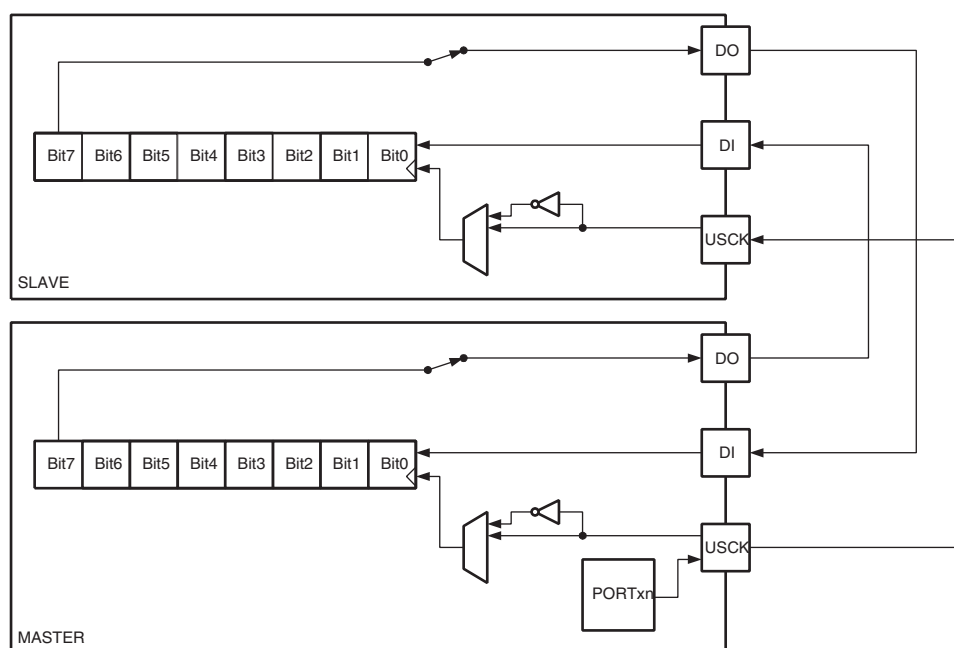 DO
Bit7 Bit6 Bit5 Bit4 Bit3 Bit2 Bit1 Bit0
DI
USCK
SLAVE
DO
Bit7 Bit6 Bit5 Bit4 Bit3 Bit2 Bit1 Bit0
DI
USCK
PORTxn
MASTER